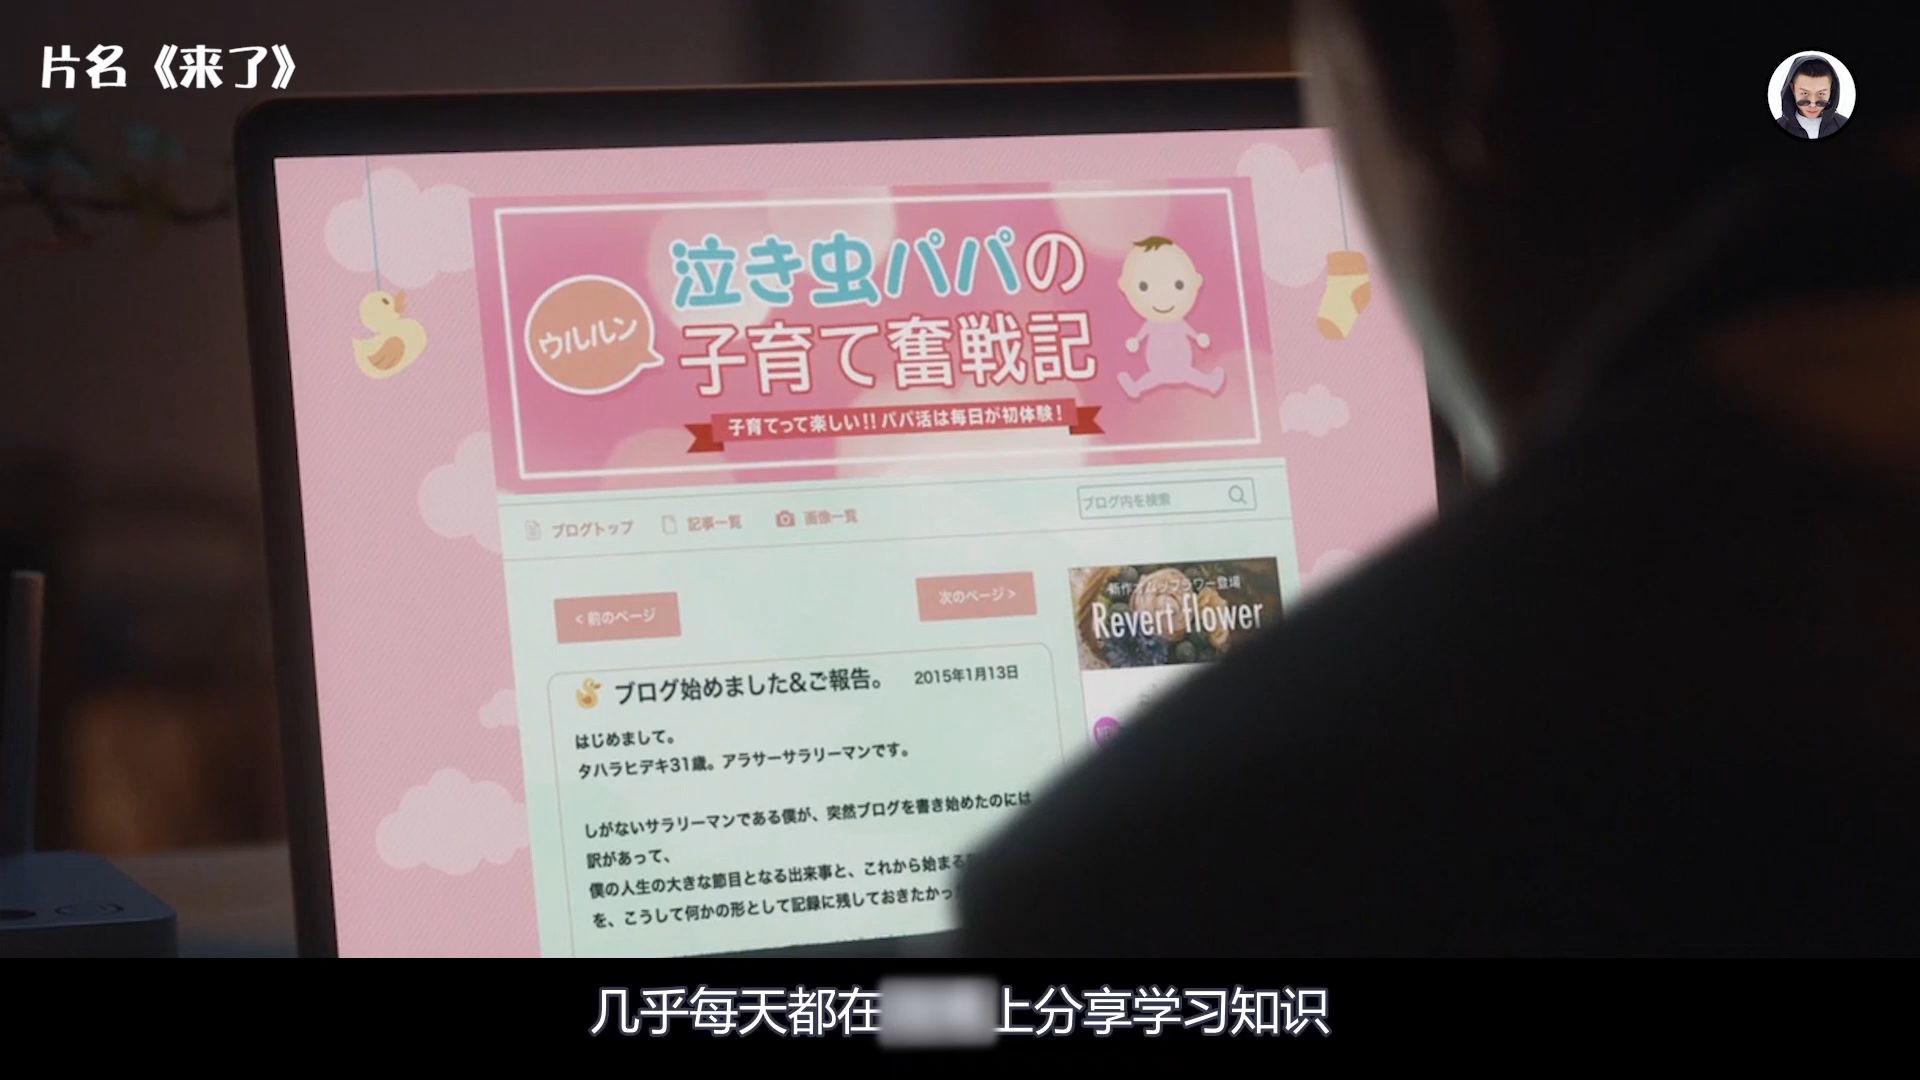 片名《来了》
泣き虫パパの
ウルルン
子育て奮戦記
子育てって楽しい!! パパ活は毎日が初体験!
ブログトップ 記事一覧 画像一覧 ブログ内を検索
< 前のページ 次のページ >
Revert flower
ブログ始めました&ご報告。 2015年1月13日
はじめまして。
タハラヒデキ31歳。アラサーサラリーマンです。
しがないサラリーマンである僕が、突然ブログを書き始めたのには
訳があって、
僕の人生の大きな節目となる出来事と、これから始まる
を、こうして何かの形として記録に残しておきたかっ
几乎每天都在 上分享学习知识